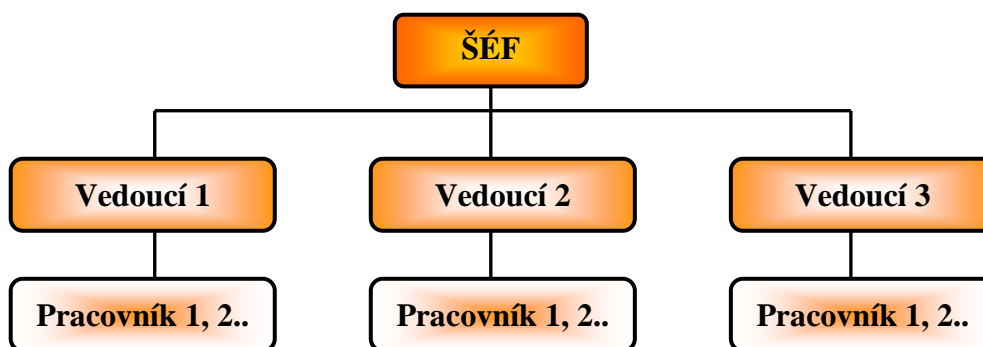 ŠÉF
Vedoucí 1
Vedoucí 2
Vedoucí 3
Pracovník 1, 2..
Pracovník 1, 2..
Pracovník 1, 2..